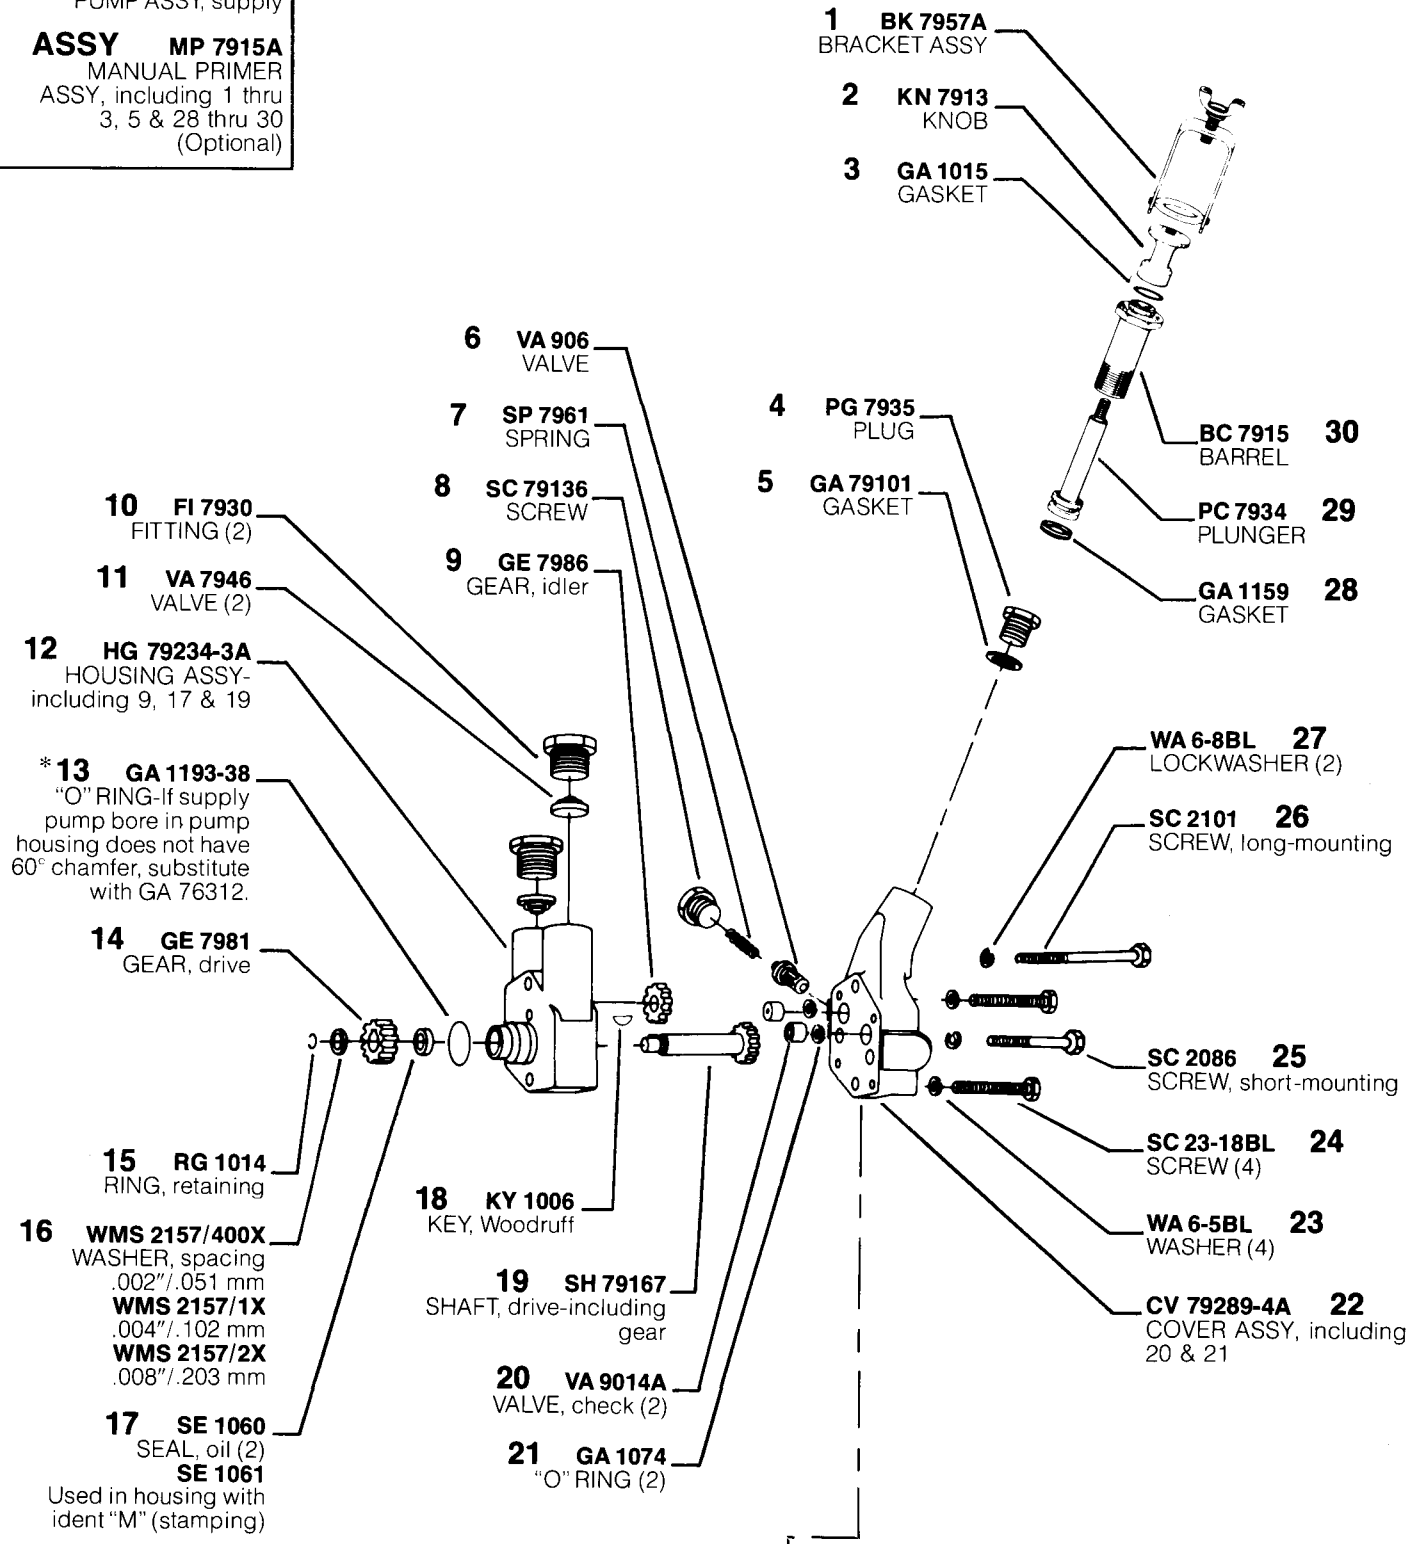 PUMP ASSY, supply
ASSY MP 7915A
MANUAL PRIMER
ASSY, including 1 thru
3, 5 & 28 thru 30
(Optional)
1 BK 7957A
BRACKET ASSY
2 KN 7913
KNOB
3 GA 1015
GASKET
6 VA 906
VALVE
7 SP 7961
SPRING
8 SC 79136
SCREW
9 GE 7986
GEAR, idler
4 PG 7935
PLUG
5 GA 79101
GASKET
BC 7915 30
BARREL
PC 7934 29
PLUNGER
GA 1159 28
GASKET
10 FI 7930
FITTING (2)
11 VA 7946
VALVE (2)
12 HG 79234-3A
HOUSING ASSY-
including 9, 17 & 19
*13 GA 1193-38
"O" RING-If supply
pump bore in pump
housing does not have
60° chamfer, substitute
with GA 76312.
14 GE 7981
GEAR, drive
15 RG 1014
RING, retaining
16 WMS 2157/400X
WASHER, spacing
.002"/.051 mm
WMS 2157/1X
.004"/.102 mm
WMS 2157/2X
.008"/.203 mm
17 SE 1060
SEAL, oil (2)
SE 1061
Used in housing with
ident "M" (stamping)
18 KY 1006
KEY, Woodruff
19 SH 79167
SHAFT, drive-including
gear
20 VA 9014A
VALVE, check (2)
21 GA 1074
"O" RING (2)
WA 6-8BL 27
LOCKWASHER (2)
SC 2101 26
SCREW, long-mounting
SC 2086 25
SCREW, short-mounting
SC 23-18BL 24
SCREW (4)
WA 6-5BL 23
WASHER (4)
CV 79289-4A 22
COVER ASSY, including
20 & 21